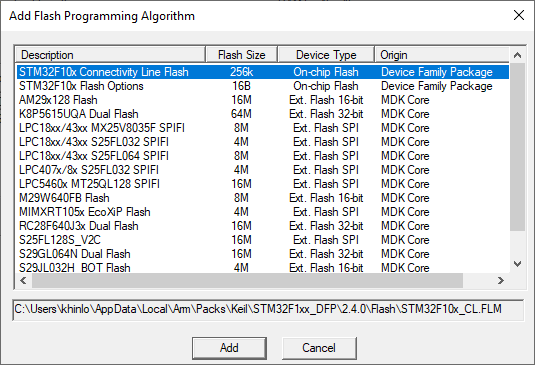 Add Flash Programming Algorithm
Description Flash Size Device Type Origin
STM32F10x Connectivity Line Flash 256k On-chip Flash Device Family Package
STM32F10x Flash Options 16B On-chip Flash Device Family Package
AM29x128 Flash 16M Ext. Flash 16-bit MDK Core
K8P5615UQA Dual Flash 64M Ext. Flash 32-bit MDK Core
LPC18xx/43xx MX25V8035F SPIFI 8M Ext. Flash SPI MDK Core
LPC18xx/43xx S25FL032 SPIFI 4M Ext. Flash SPI MDK Core
LPC18xx/43xx S25FL064 SPIFI 8M Ext. Flash SPI MDK Core
LPC407x/8x S25FL032 SPIFI 4M Ext. Flash SPI MDK Core
LPC5460x MT25QL128 SPIFI 16M Ext. Flash SPI MDK Core
M29W640FB Flash 8M Ext. Flash 16-bit MDK Core
MIMXRT105x EcoXiP Flash 4M Ext. Flash SPI MDK Core
RC28F640J3x Dual Flash 16M Ext. Flash 32-bit MDK Core
S25FL128S_V2C 16M Ext. Flash SPI MDK Core
S29GL064N Dual Flash 16M Ext. Flash 32-bit MDK Core
S29JL032H_BOT Flash 4M Ext. Flash 16-bit MDK Core
C:\Users\khinlo\AppData\Local\Arm\Packs\Keil\STM32F1xx_DFP\2.4.0\Flash\STM32F10x_CL.FLM
Add Cancel